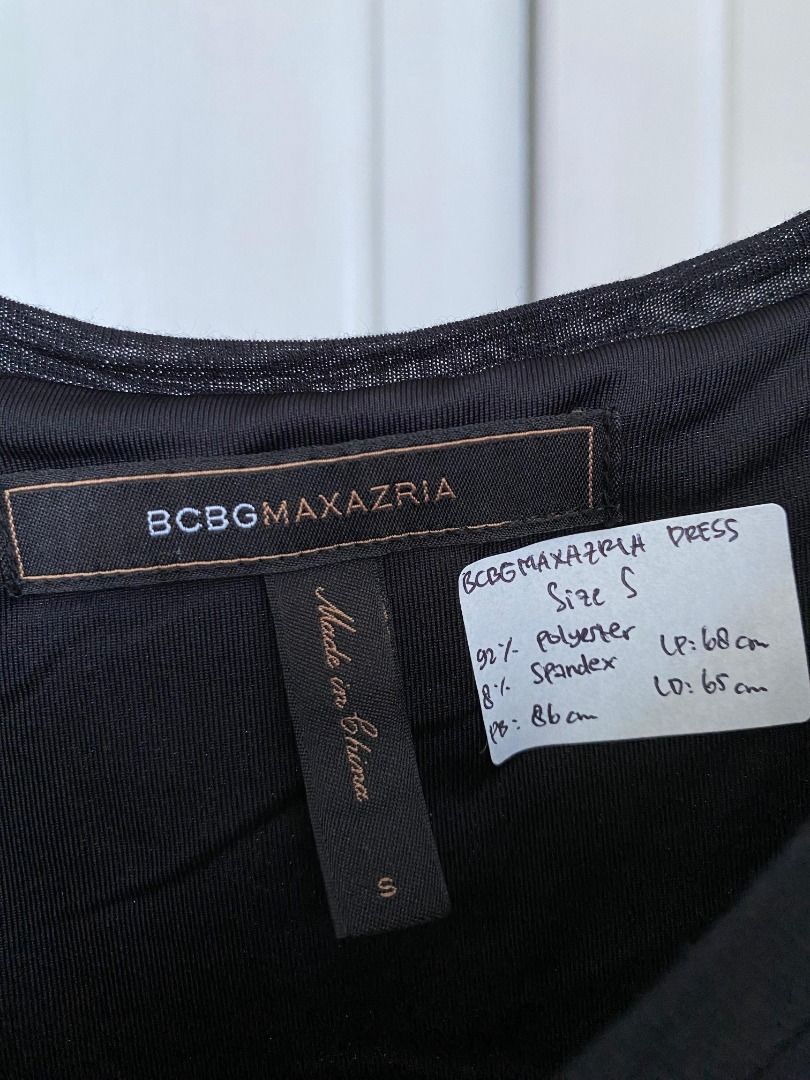 BCBGMAXAZRIA
Made in China
S
BCBGMAXAZRIA DRESS
Size S
92% polyester
8% spandex
PB: 86 cm
LP: 68 cm
LD: 65 cm